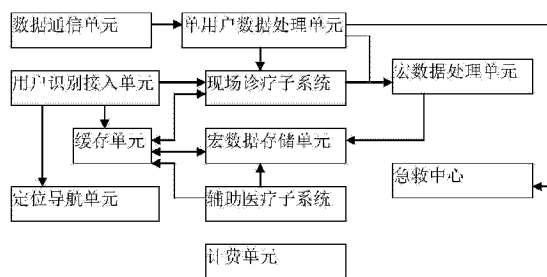 数据通信单元
单用户数据处理单元
用户识别接入单元
现场诊疗子系统
宏数据处理单元
缓存单元
宏数据存储单元
急救中心
定位导航单元
辅助医疗子系统
计费单元